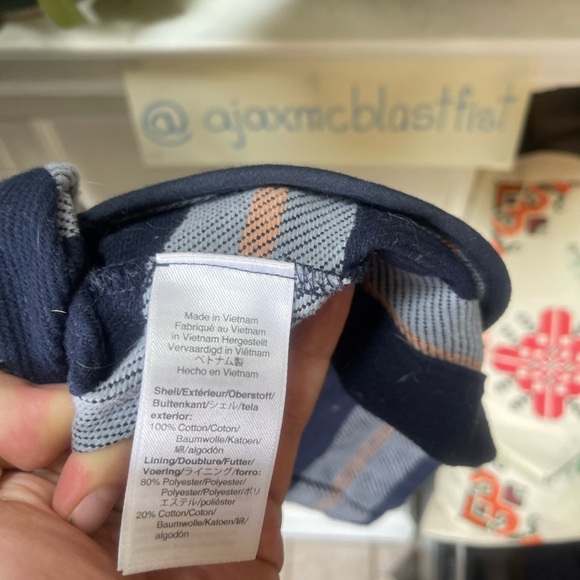 @ajaxmcblastfist
Made in Vietnam
Fabriqué au Vietnam
in Vietnam Hergestellt
Vervaardigd in Viëtnam
ベトナム製
Hecho en Vietnam
Shell/Extérieur/Oberstoff/
Buitenkant/シェル/tela
exterior:
100% Cotton/Coton/
Baumwolle/Katoen/
綿/algodón
Lining/Doublure/Futter/
Voering/ライニング/forro:
80% Polyester/Polyester/
Polyester/Polyester/ポリ
エステル/poliéster
20% Cotton/Coton/
Baumwolle/Katoen/綿/
algodón